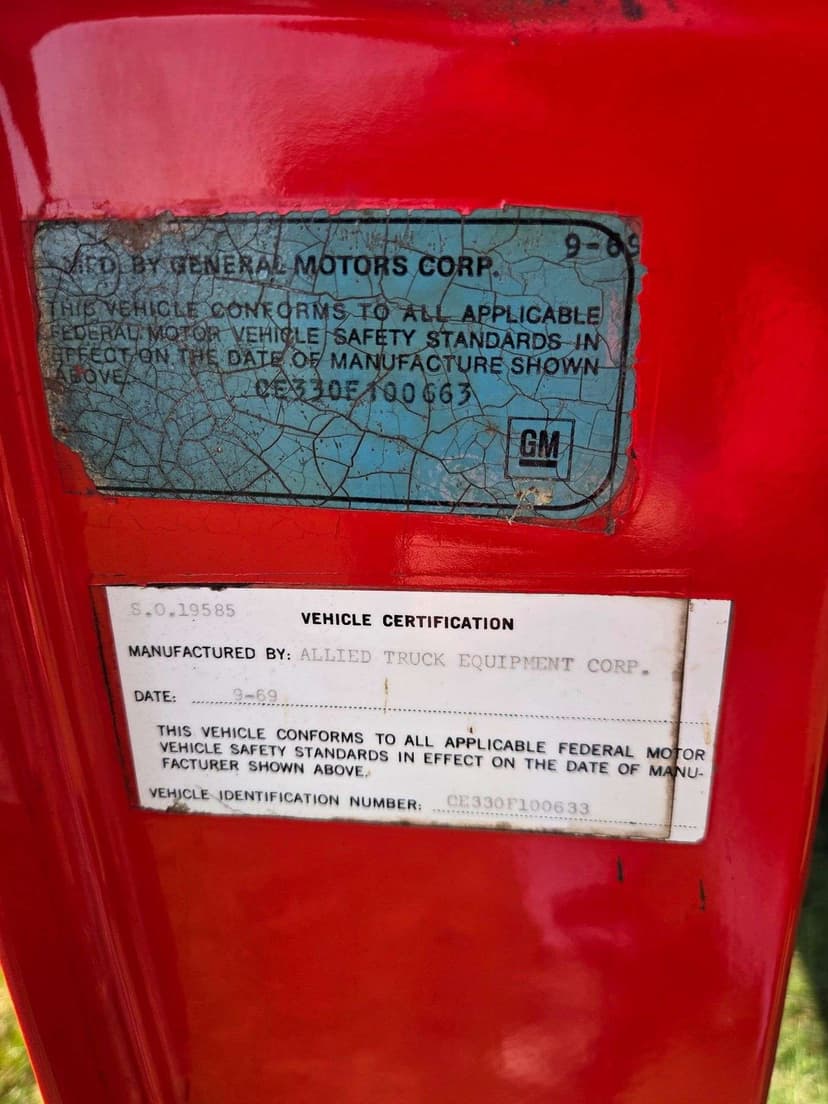 9-69
MFD. BY GENERAL MOTORS CORP.
THIS VEHICLE CONFORMS TO ALL APPLICABLE
FEDERAL MOTOR VEHICLE SAFETY STANDARDS IN
EFFECT ON THE DATE OF MANUFACTURE SHOWN
ABOVE.
CE330F100663
GM
S.O.19585
VEHICLE CERTIFICATION
MANUFACTURED BY: ALLIED TRUCK EQUIPMENT CORP.
DATE: 9-69
THIS VEHICLE CONFORMS TO ALL APPLICABLE FEDERAL MOTOR
VEHICLE SAFETY STANDARDS IN EFFECT ON THE DATE OF MANU-
FACTURER SHOWN ABOVE.
VEHICLE IDENTIFICATION NUMBER: CE330F100633